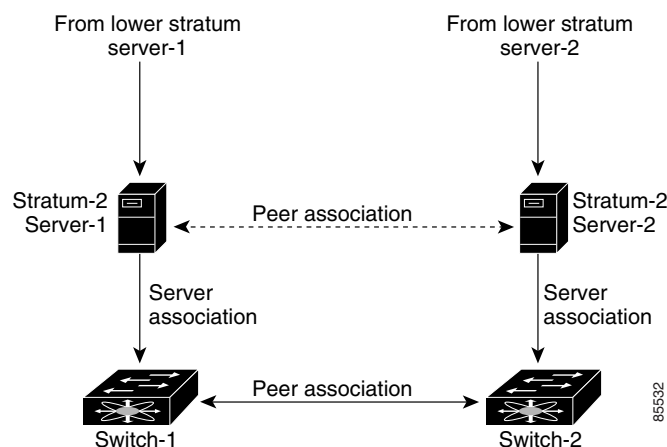 From lower stratum
server-1
From lower stratum
server-2
Stratum-2
Server-1
Peer association
Stratum-2
Server-2
Server
association
Server
association
Peer association
Switch-1
Switch-2
85532